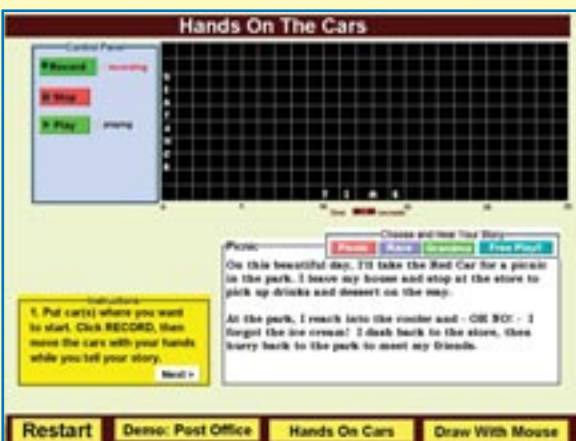 Hands On The Cars
Control Panel
Record recording
Stop
Play playing
DISTANCE
TIME
Choose and Hear Your Story
Picnic
Picnic Race Grandma Free Play!
On this beautiful day, I'll take the Red Car for a picnic
in the park. I leave my house and stop at the store to
pick up drinks and dessert on the way.
At the park, I reach into the cooler and - OH NO! - I
forgot the ice cream! I dash back to the store, then
hurry back to the park to meet my friends.
Instructions
1. Put car(s) where you want
to start. Click RECORD, then
move the cars with your hands
while you tell your story.
Next >
Restart Demo: Post Office Hands On Cars Draw With Mouse